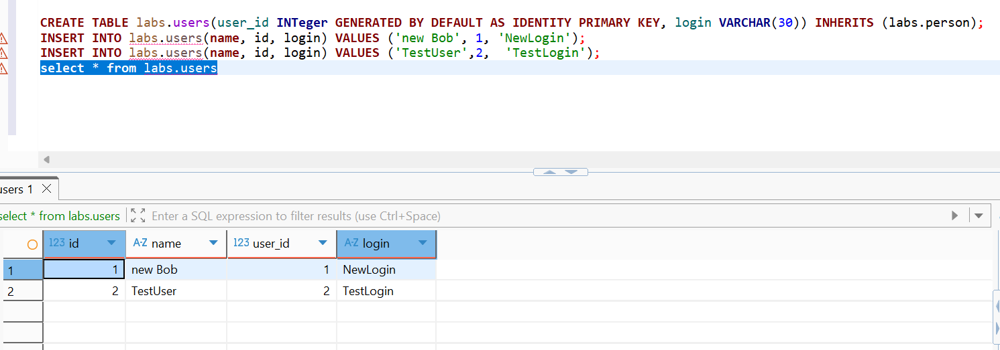 CREATE TABLE labs.users(user_id INTeger GENERATED BY DEFAULT AS IDENTITY PRIMARY KEY, login VARCHAR(30)) INHERITS (labs.person);
INSERT INTO labs.users(name, id, login) VALUES ('new Bob', 1, 'NewLogin');
INSERT INTO labs.users(name, id, login) VALUES ('TestUser',2,  'TestLogin');
select * from labs.users
users 1
select * from labs.users Enter a SQL expression to filter results (use Ctrl+Space)
123 id A-Z name 123 user_id A-Z login
1 1 new Bob 1 NewLogin
2 2 TestUser 2 TestLogin